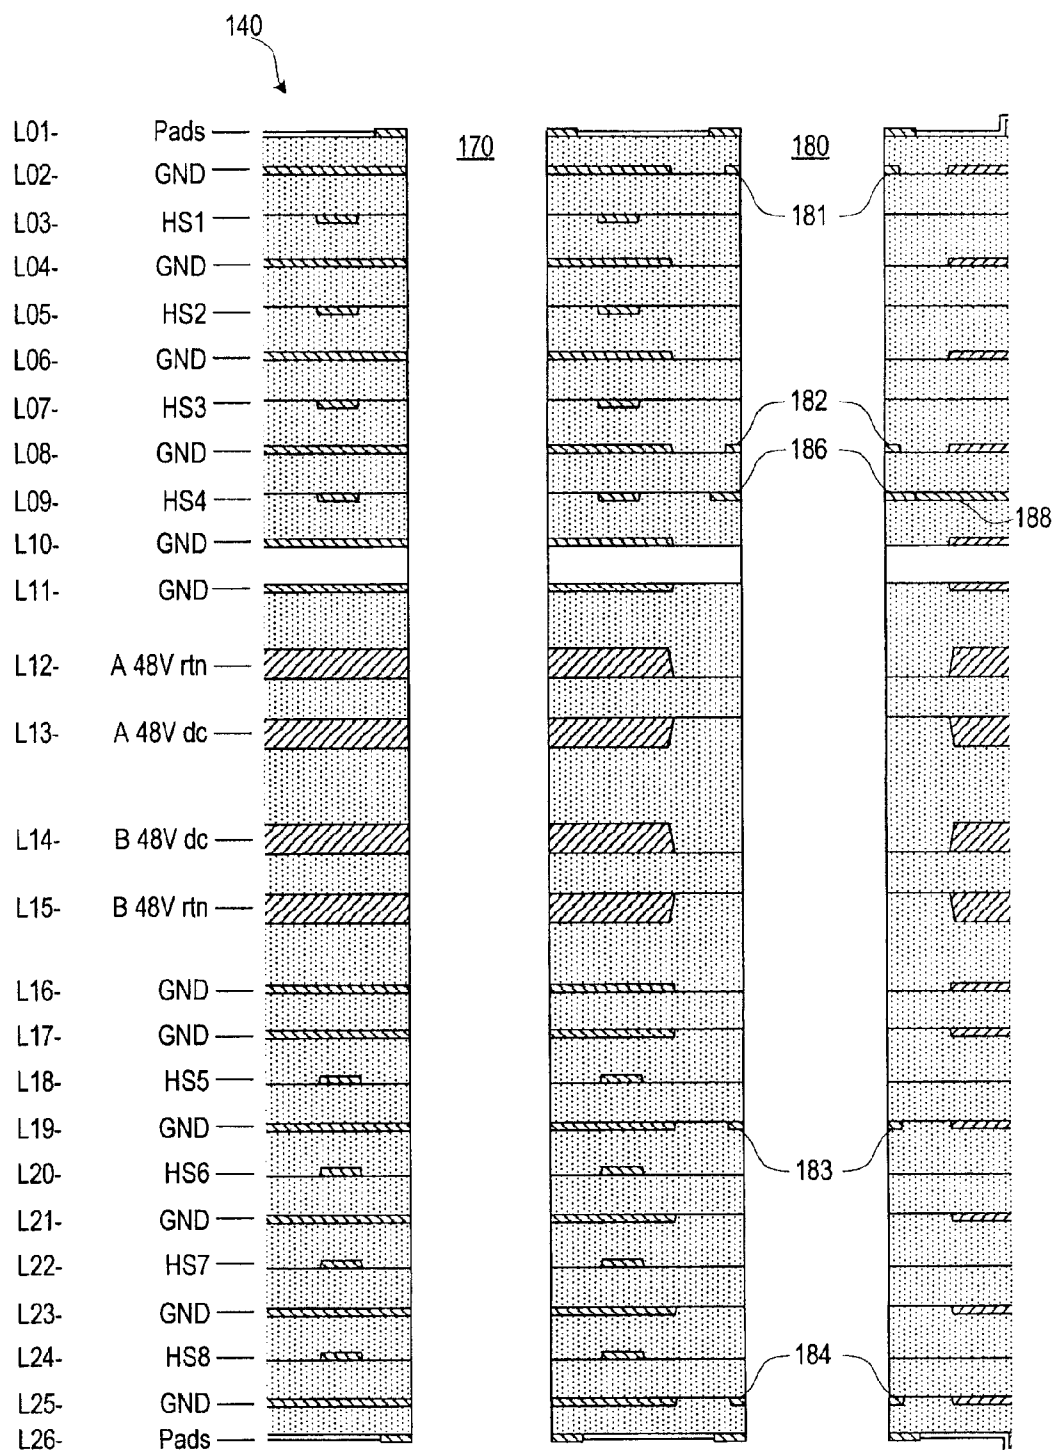 140
L01- Pads
170
180
L02- GND
181
L03- HS1
L04- GND
L05- HS2
L06- GND
182
L07- HS3
L08- GND
186
L09- HS4
188
L10- GND
L11- GND
L12- A 48V rtn
L13- A 48V dc
L14- B 48V dc
L15- B 48V rtn
L16- GND
L17- GND
L18- HS5
L19- GND
183
L20- HS6
L21- GND
L22- HS7
L23- GND
L24- HS8
184
L25- GND
L26- Pads